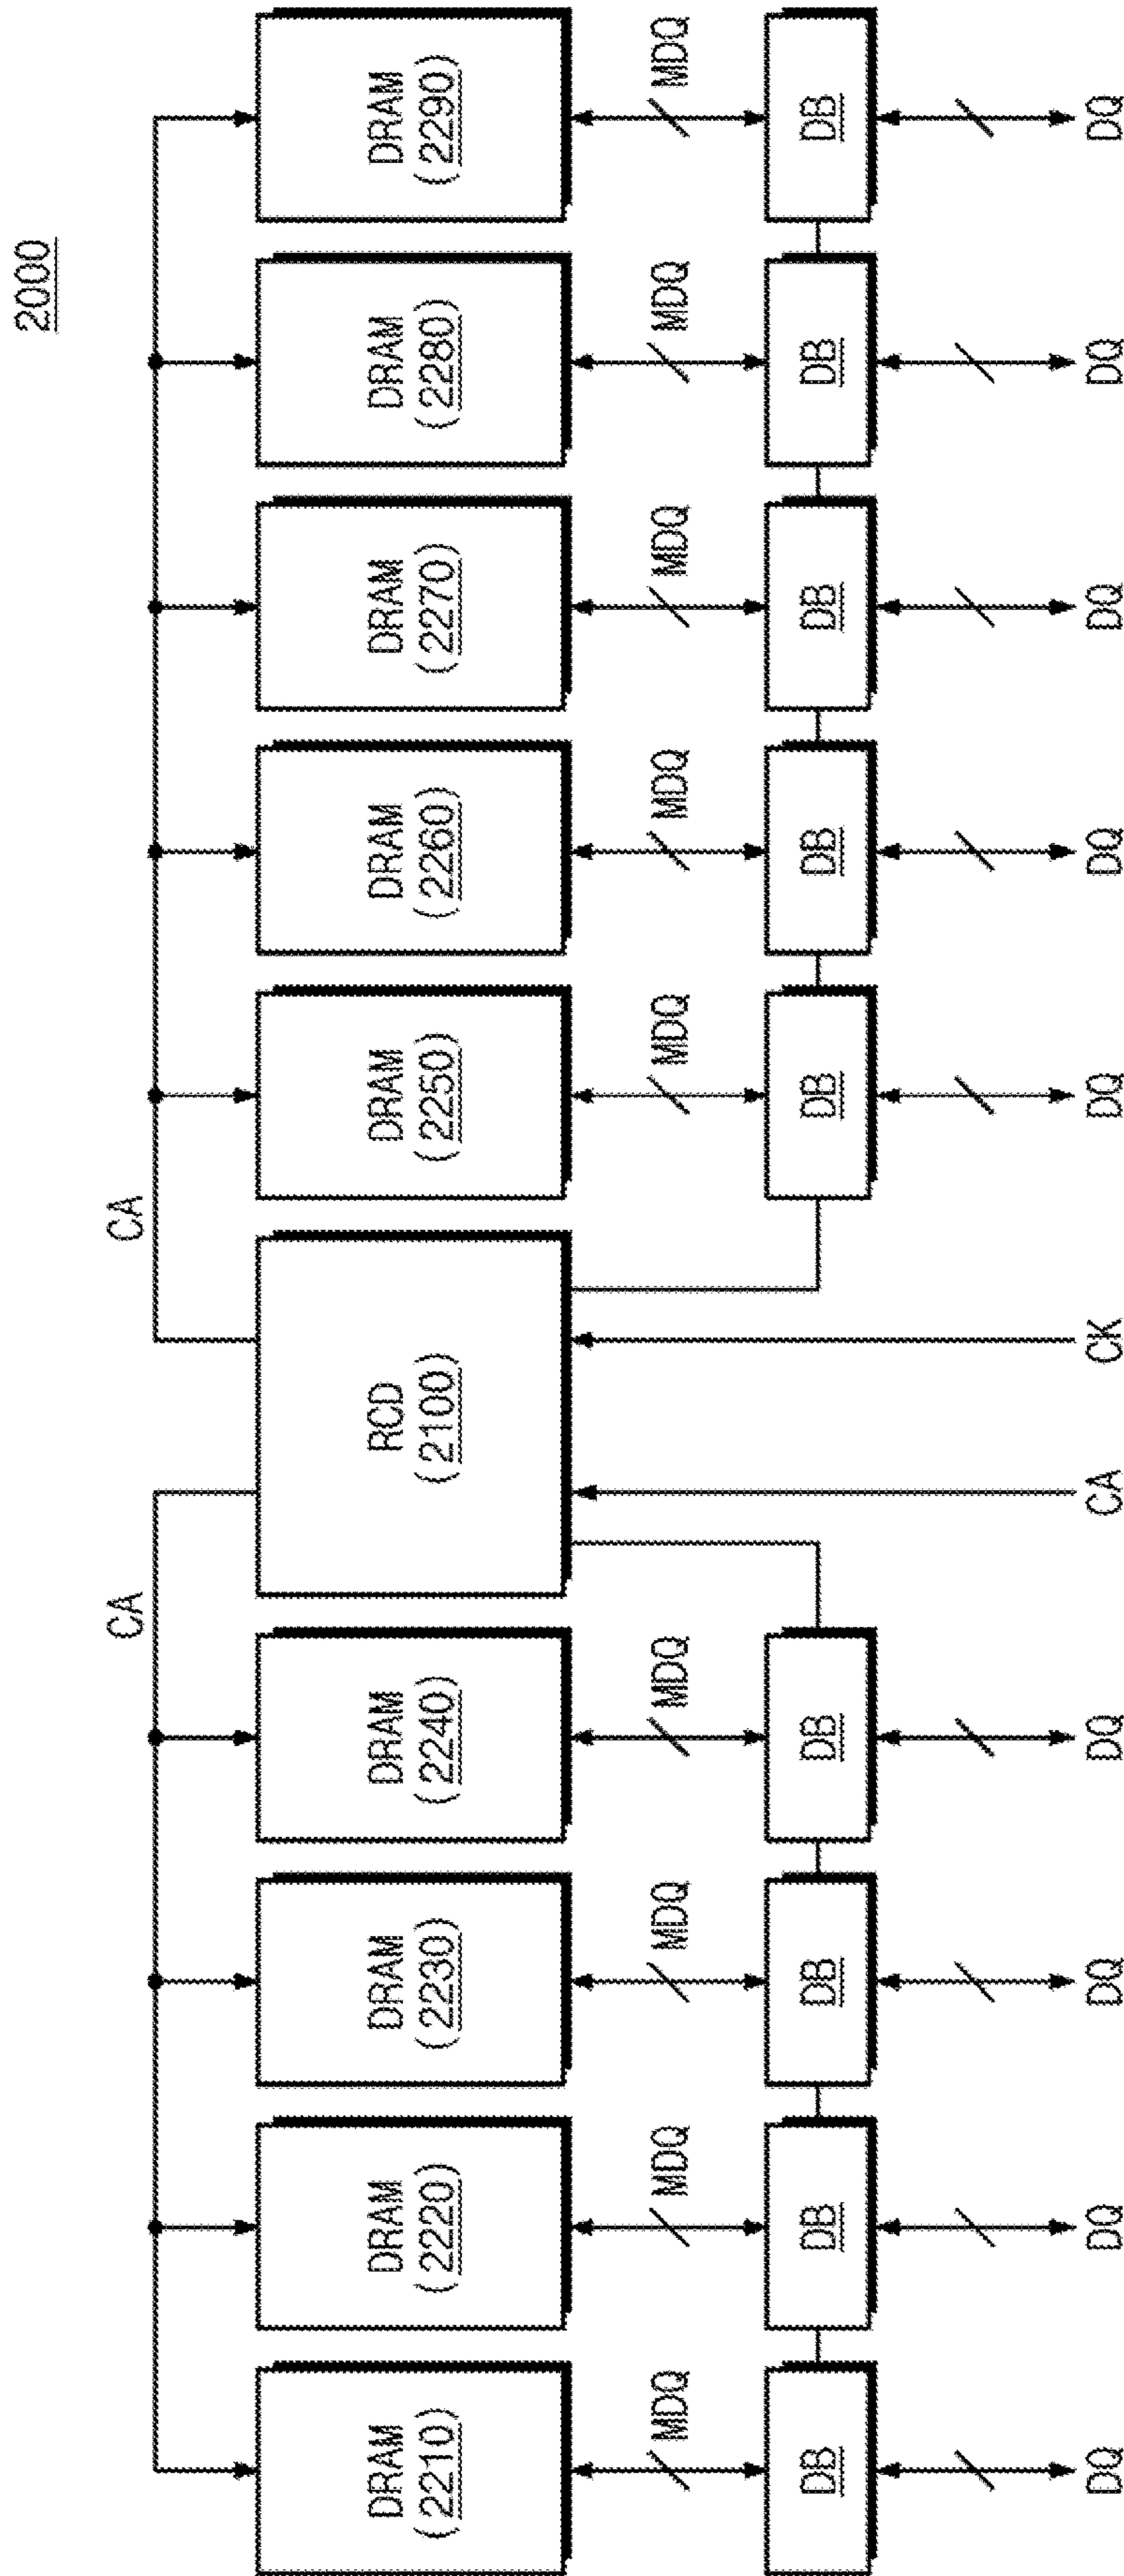 2000
CA
CA
DRAM
(2210)
DRAM
(2220)
DRAM
(2230)
DRAM
(2240)
RCD
(2100)
DRAM
(2250)
DRAM
(2260)
DRAM
(2270)
DRAM
(2280)
DRAM
(2290)
MDQ
MDQ
MDQ
MDQ
MDQ
MDQ
MDQ
MDQ
MDQ
DB
DB
DB
DB
DB
DB
DB
DB
DB
DQ
DQ
DQ
DQ
CA
CK
DQ
DQ
DQ
DQ
DQ